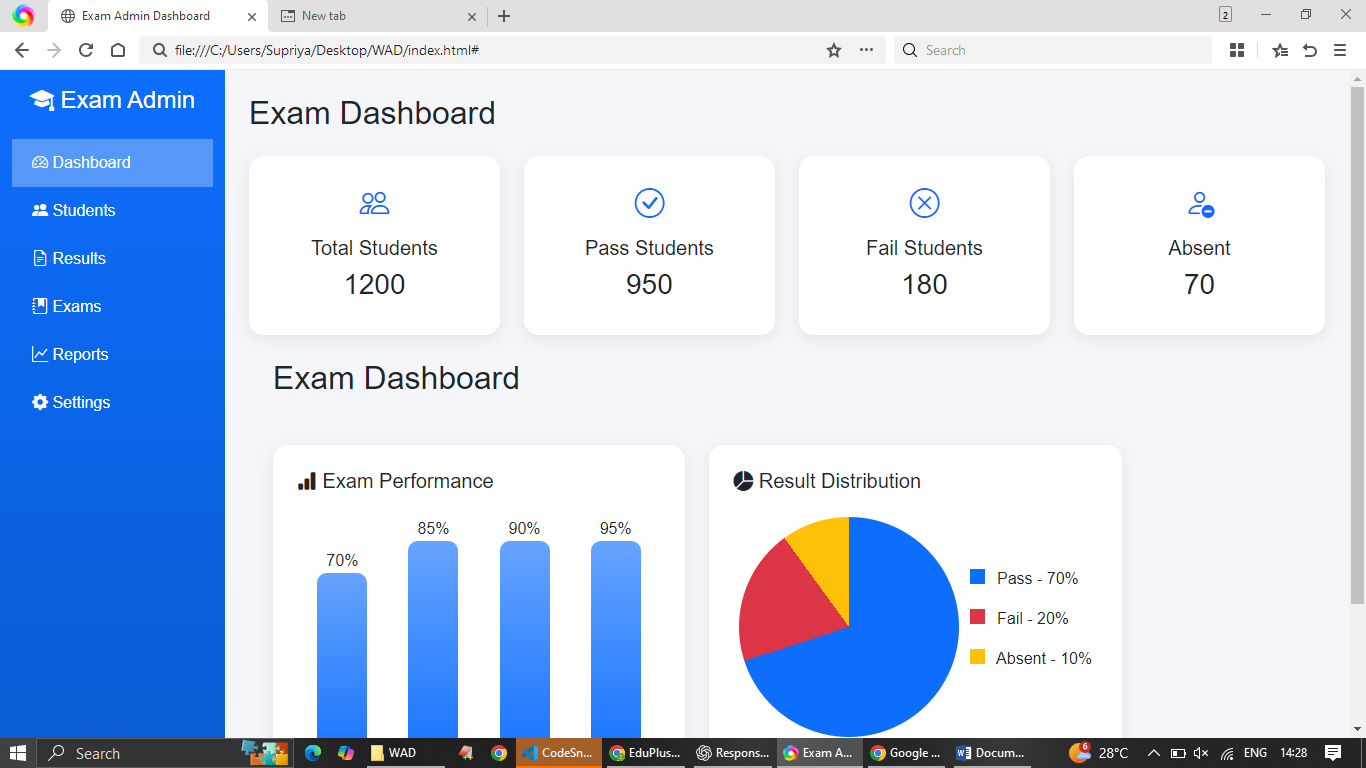 Exam Admin Dashboard
New tab
2
file:///C:/Users/Supriya/Desktop/WAD/index.html#
Search
Exam Admin
Dashboard
Students
Results
Exams
Reports
Settings
Exam Dashboard
Total Students
1200
Pass Students
950
Fail Students
180
Absent
70
Exam Dashboard
Exam Performance
70%
85%
90%
95%
Result Distribution
Pass - 70%
Fail - 20%
Absent - 10%
Search
WAD
CodeSn...
EduPlus...
Respons...
Exam A...
Google ...
Docum...
6
28°C
ENG
14:28